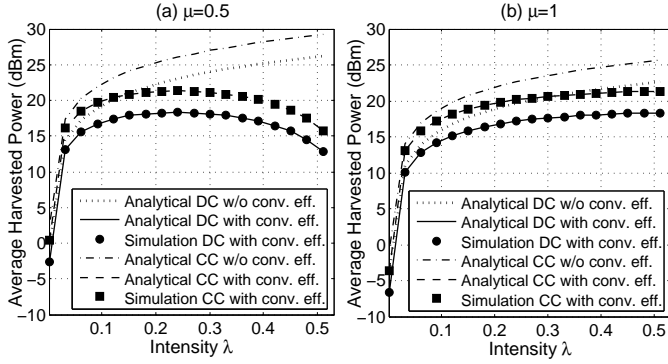 (a) μ=0.5
Average Harvested Power (dBm)
30
25
20
15
10
5
0
−5
−10
0.1 0.2 0.3 0.4 0.5
Intensity λ
Analytical DC w/o conv. eff.
Analytical DC with conv. eff.
Simulation DC with conv. eff.
Analytical CC w/o conv. eff.
Analytical CC with conv. eff.
Simulation CC with conv. eff.
(b) μ=1
Average Harvested Power (dBm)
30
25
20
15
10
5
0
−5
−10
0.1 0.2 0.3 0.4 0.5
Intensity λ
Analytical DC w/o conv. eff.
Analytical DC with conv. eff.
Simulation DC with conv. eff.
Analytical CC w/o conv. eff.
Analytical CC with conv. eff.
Simulation CC with conv. eff.